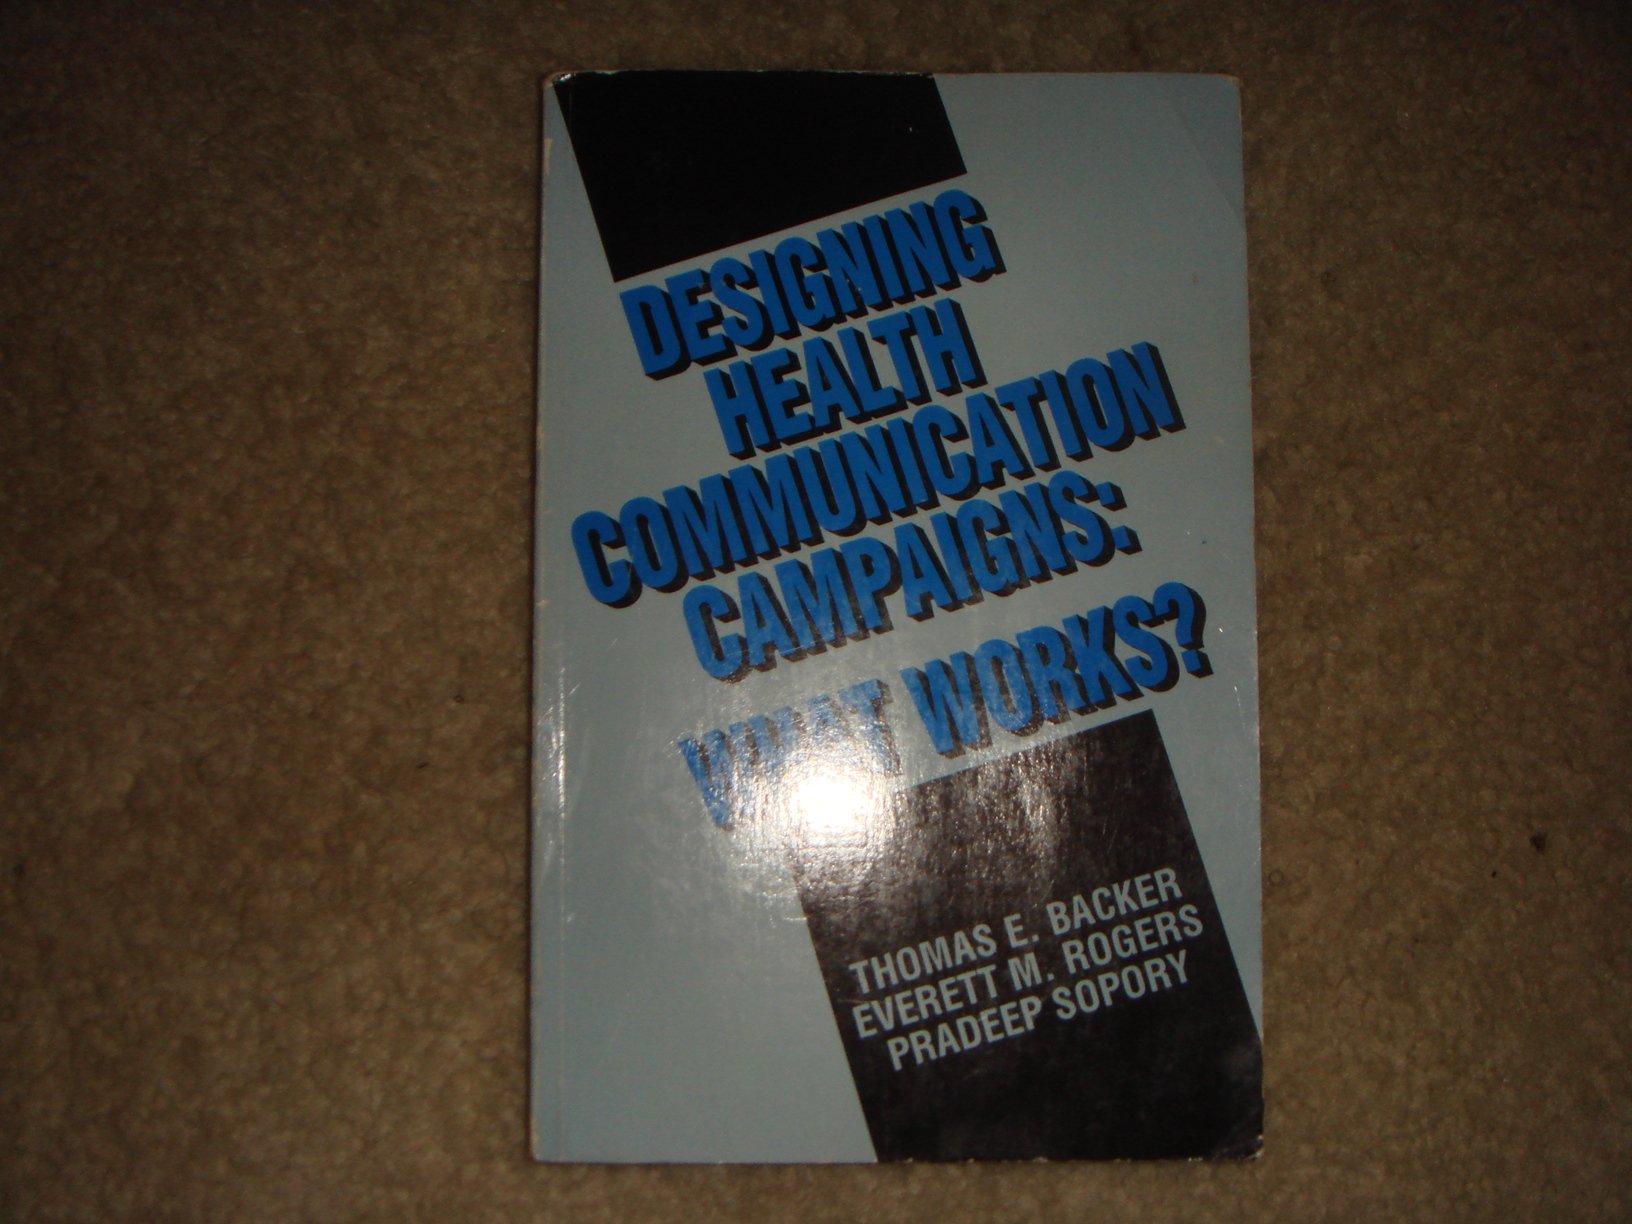 DESIGNING
HEALTH
COMMUNICATION
CAMPAIGNS:
WHAT WORKS?
THOMAS E. BACKER
EVERETT M. ROGERS
PRADEEP SOPORY